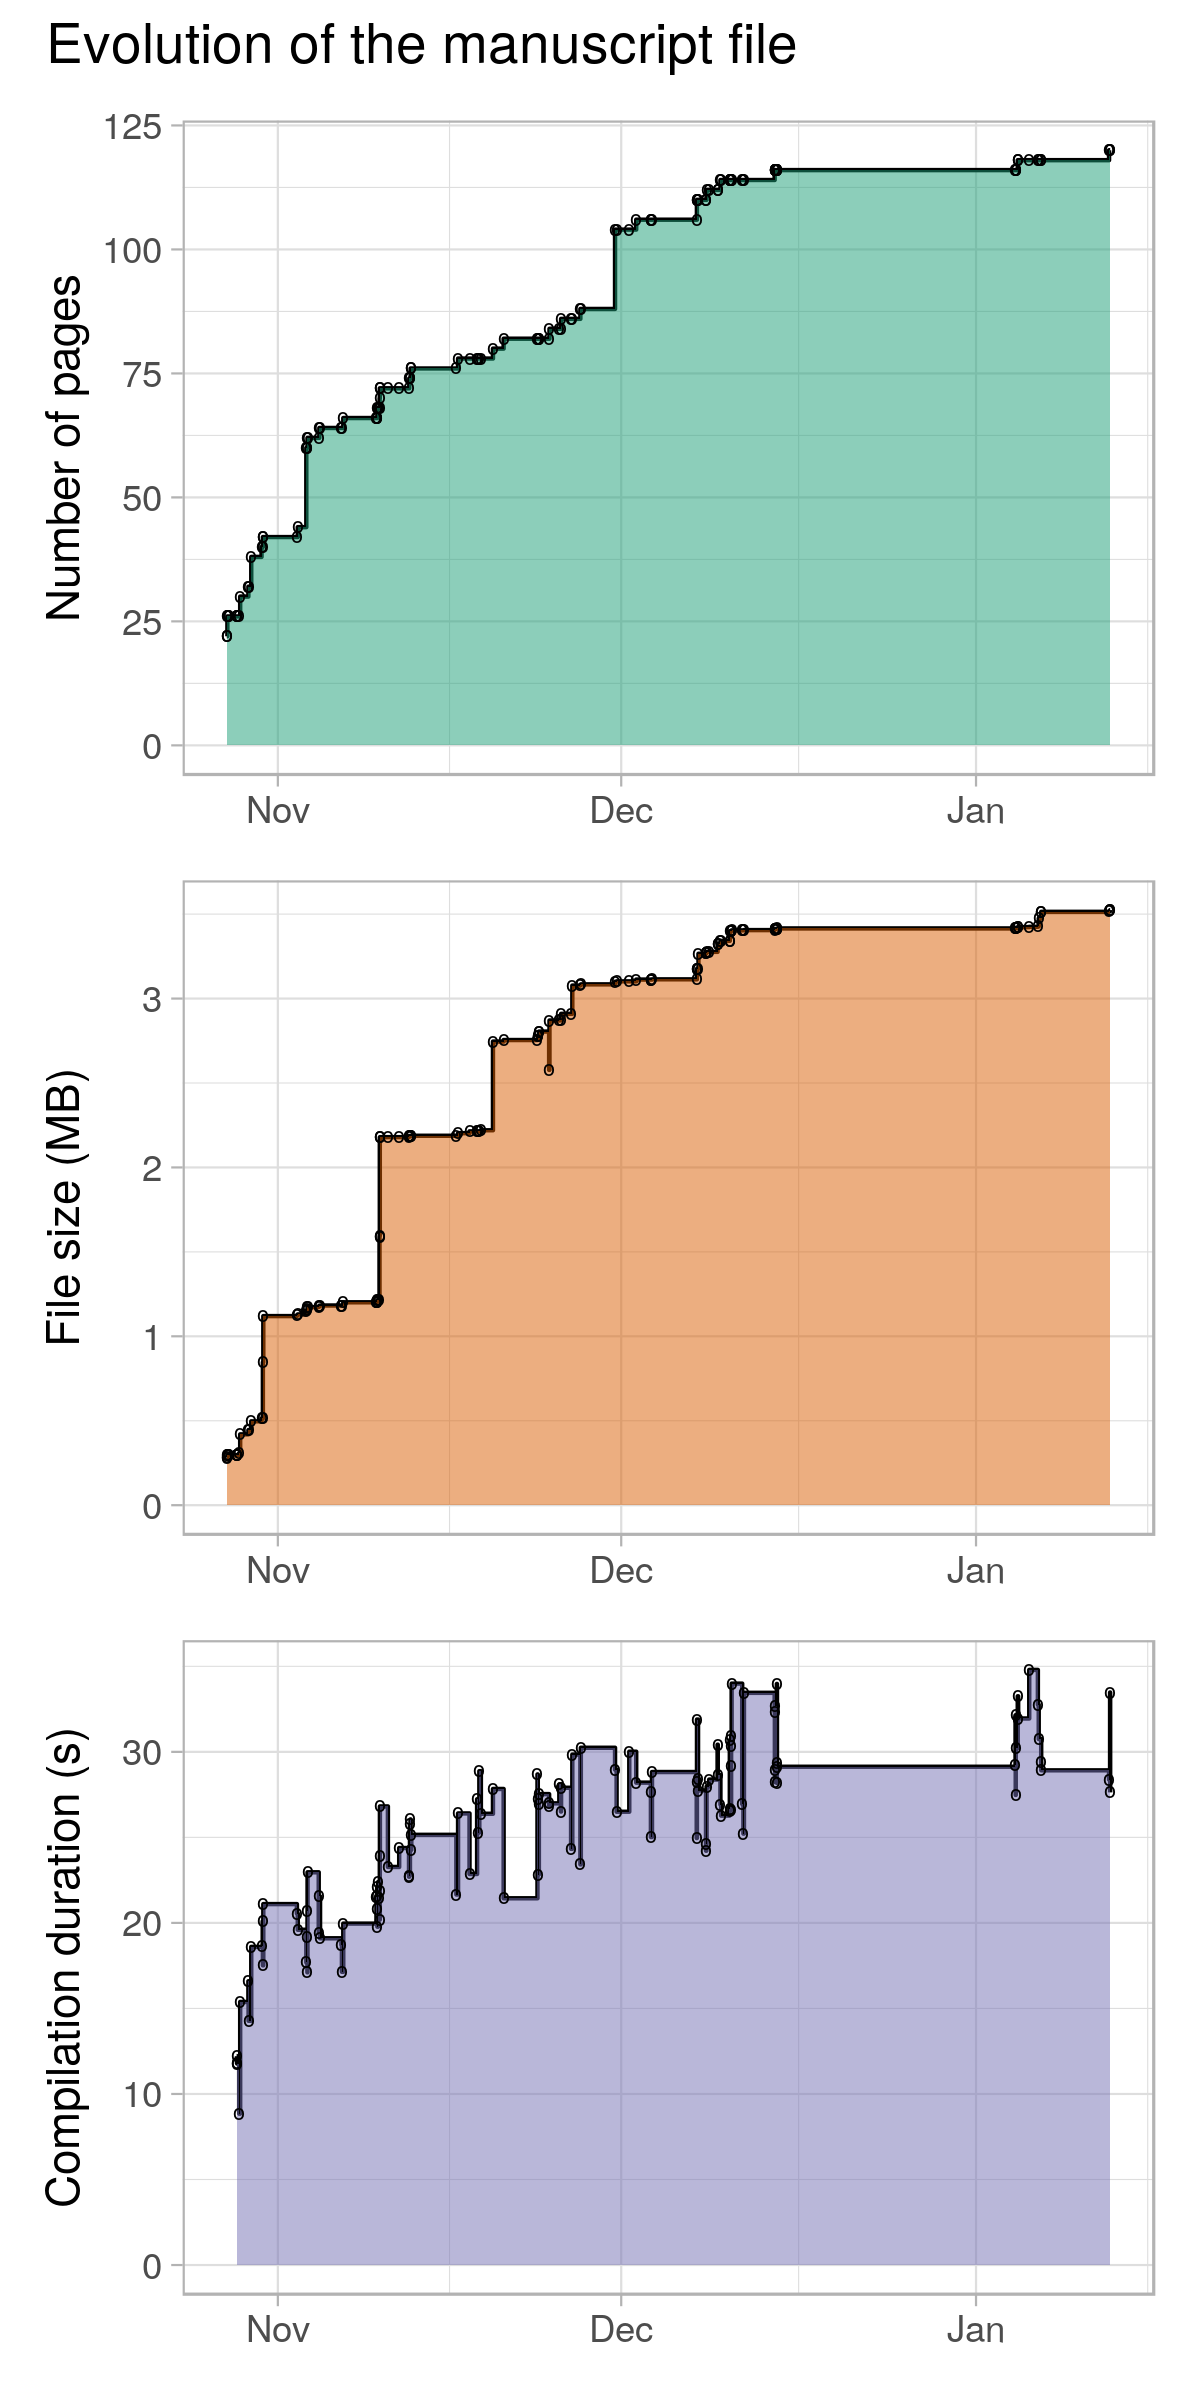 Evolution of the manuscript file
Number of pages
125
100
75
50
25
0
Nov Dec Jan
File size (MB)
3
2
1
0
Nov Dec Jan
Compilation duration (s)
30
20
10
0
Nov Dec Jan